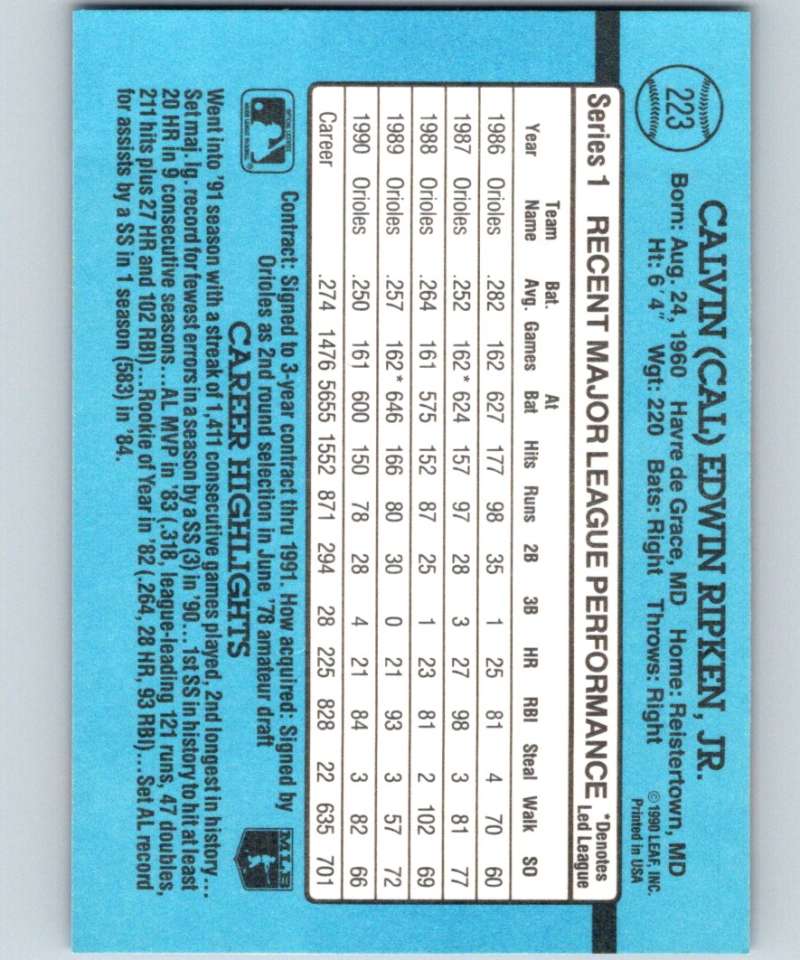 223
CALVIN (CAL) EDWIN RIPKEN, JR.
Born: Aug. 24, 1960 Havre de Grace, MD Home: Reistertown, MD
Ht: 6' 4" Wgt: 220 Bats: Right Throws: Right
© 1990 LEAF, INC.
Printed in USA
Series 1 RECENT MAJOR LEAGUE PERFORMANCE *Denotes Led League
Year Team Name Bat. Avg. Games At Bat Hits Runs 2B 3B HR RBI Steal Walk SO
1986 Orioles .282 162 627 177 98 35 1 25 81 4 70 60
1987 Orioles .252 162* 624 157 97 28 3 27 98 3 81 77
1988 Orioles .264 161 575 152 87 25 1 23 81 2 102 69
1989 Orioles .257 162* 646 166 80 30 0 21 93 3 57 72
1990 Orioles .250 161 600 150 78 28 4 21 84 3 82 66
Career .274 1476 5655 1552 871 294 28 225 828 22 635 701
Contract: Signed to 3-year contract thru 1991. How acquired: Signed by
Orioles as 2nd round selection in June '78 amateur draft
MLB
CAREER HIGHLIGHTS
Went into '91 season with a streak of 1,411 consecutive games played, 2nd longest in history...
Set maj. lg. record for fewest errors in a season by a SS (3) in '90... 1st SS in history to hit at least
20 HR in 9 consecutive seasons... AL MVP in '83 (.318, league-leading 121 runs, 47 doubles,
211 hits plus 27 HR and 102 RBI)...Rookie of Year in '82 (.264, 28 HR, 93 RBI)... Set AL record
for assists by a SS in 1 season (583) in '84.